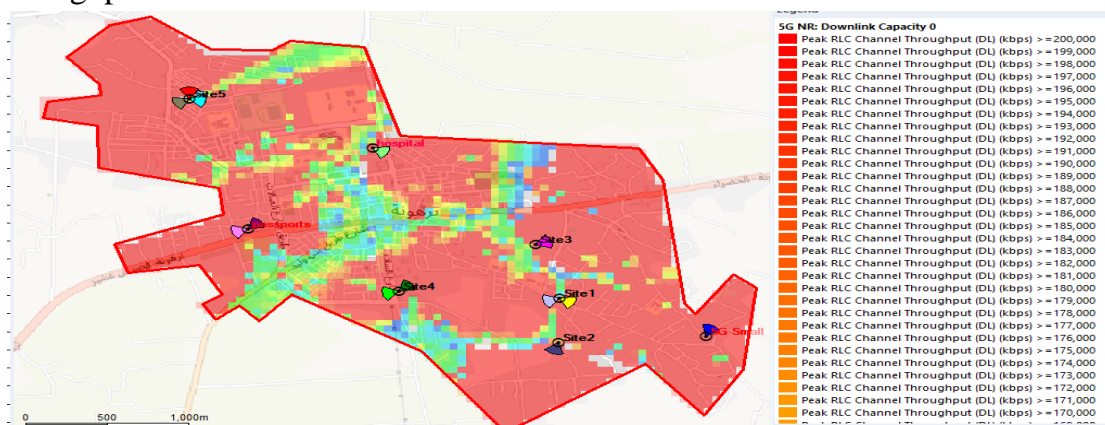 Legend
5G NR: Downlink Capacity 0
Peak RLC Channel Throughput (DL) (kbps) >=200,000
Peak RLC Channel Throughput (DL) (kbps) >=199,000
Peak RLC Channel Throughput (DL) (kbps) >=198,000
Peak RLC Channel Throughput (DL) (kbps) >=197,000
Peak RLC Channel Throughput (DL) (kbps) >=196,000
Peak RLC Channel Throughput (DL) (kbps) >=195,000
Peak RLC Channel Throughput (DL) (kbps) >=194,000
Peak RLC Channel Throughput (DL) (kbps) >=193,000
Peak RLC Channel Throughput (DL) (kbps) >=192,000
Peak RLC Channel Throughput (DL) (kbps) >=191,000
Peak RLC Channel Throughput (DL) (kbps) >=190,000
Peak RLC Channel Throughput (DL) (kbps) >=189,000
Peak RLC Channel Throughput (DL) (kbps) >=188,000
Peak RLC Channel Throughput (DL) (kbps) >=187,000
Peak RLC Channel Throughput (DL) (kbps) >=186,000
Peak RLC Channel Throughput (DL) (kbps) >=185,000
Peak RLC Channel Throughput (DL) (kbps) >=184,000
Peak RLC Channel Throughput (DL) (kbps) >=183,000
Peak RLC Channel Throughput (DL) (kbps) >=182,000
Peak RLC Channel Throughput (DL) (kbps) >=181,000
Peak RLC Channel Throughput (DL) (kbps) >=180,000
Peak RLC Channel Throughput (DL) (kbps) >=179,000
Peak RLC Channel Throughput (DL) (kbps) >=178,000
Peak RLC Channel Throughput (DL) (kbps) >=177,000
Peak RLC Channel Throughput (DL) (kbps) >=176,000
Peak RLC Channel Throughput (DL) (kbps) >=175,000
Peak RLC Channel Throughput (DL) (kbps) >=174,000
Peak RLC Channel Throughput (DL) (kbps) >=173,000
Peak RLC Channel Throughput (DL) (kbps) >=172,000
Peak RLC Channel Throughput (DL) (kbps) >=171,000
Peak RLC Channel Throughput (DL) (kbps) >=170,000
Site5
hospital
ترهونة
Site3
Site4
Site1
Site2
5G_Small
0 500 1,000m